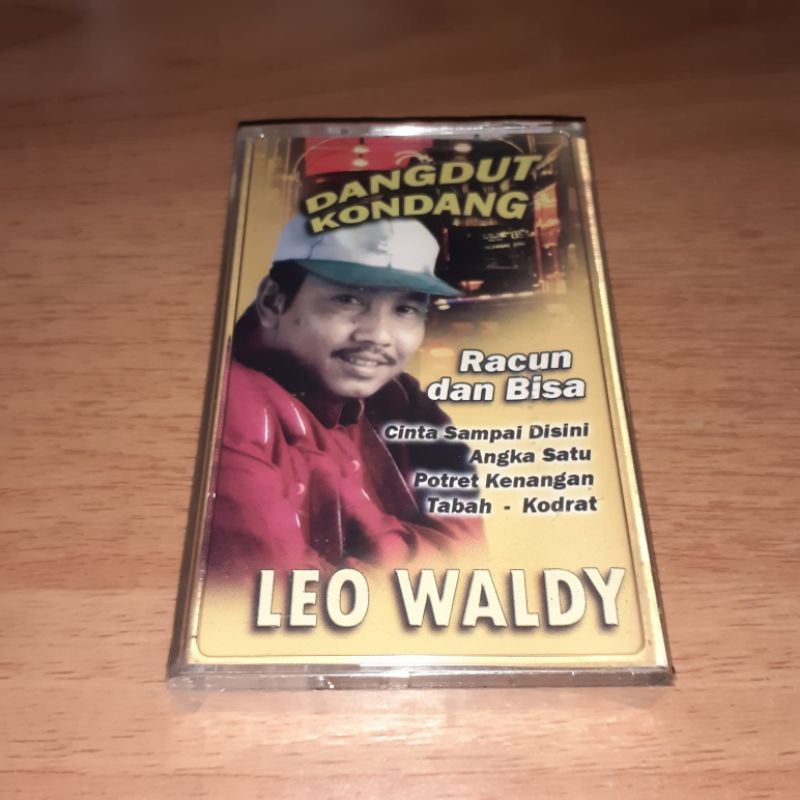 DANGDUT
KONDANG
Racun
dan Bisa
Cinta Sampai Disini
Angka Satu
Potret Kenangan
Tabah - Kodrat
LEO WALDY